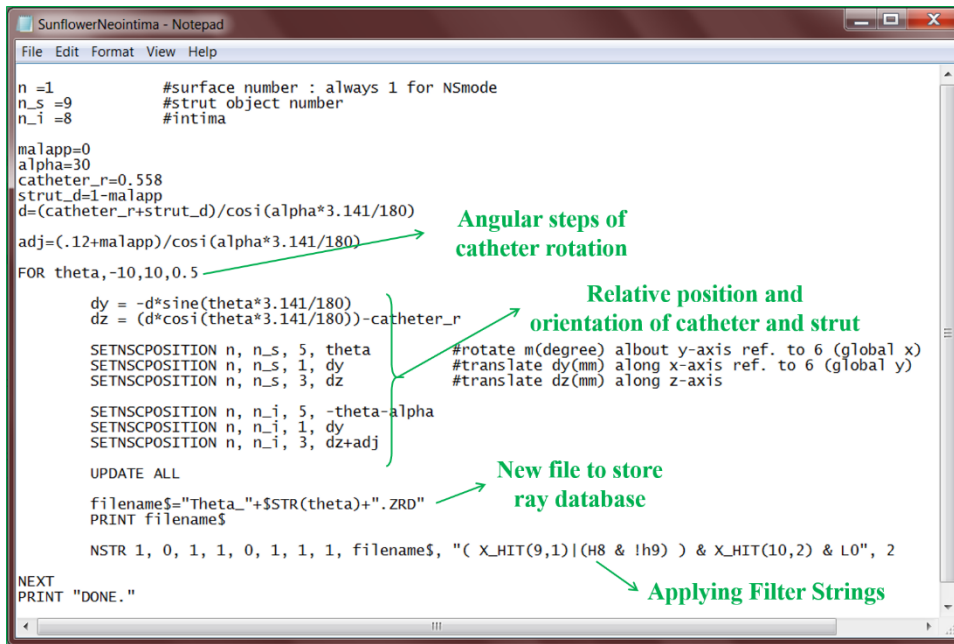 SunflowerNeointima - Notepad
File Edit Format View Help
n =1 #surface number : always 1 for NSmode
n_s =9 #strut object number
n_i =8 #intima
malapp=0
alpha=30
catheter_r=0.558
strut_d=1-malapp
d=(catheter_r+strut_d)/cosi(alpha*3.141/180)
adj=(.12+malapp)/cosi(alpha*3.141/180)
Angular steps of
catheter rotation
FOR theta,-10,10,0.5
dy = -d*sine(theta*3.141/180)
dz = (d*cosi(theta*3.141/180))-catheter_r
Relative position and
orientation of catheter and strut
SETNSCPOSITION n, n_s, 5, theta #rotate m(degree) albout y-axis ref. to 6 (global x)
SETNSCPOSITION n, n_s, 1, dy #translate dy(mm) along x-axis ref. to 6 (global y)
SETNSCPOSITION n, n_s, 3, dz #translate dz(mm) along z-axis
SETNSCPOSITION n, n_i, 5, -theta-alpha
SETNSCPOSITION n, n_i, 1, dy
SETNSCPOSITION n, n_i, 3, dz+adj
UPDATE ALL
New file to store
ray database
filename$="Theta_"+$STR(theta)+".ZRD"
PRINT filename$
NSTR 1, 0, 1, 1, 0, 1, 1, 1, filename$, "( X_HIT(9,1)|(H8 & !h9) ) & X_HIT(10,2) & L0", 2
Applying Filter Strings
NEXT
PRINT "DONE."